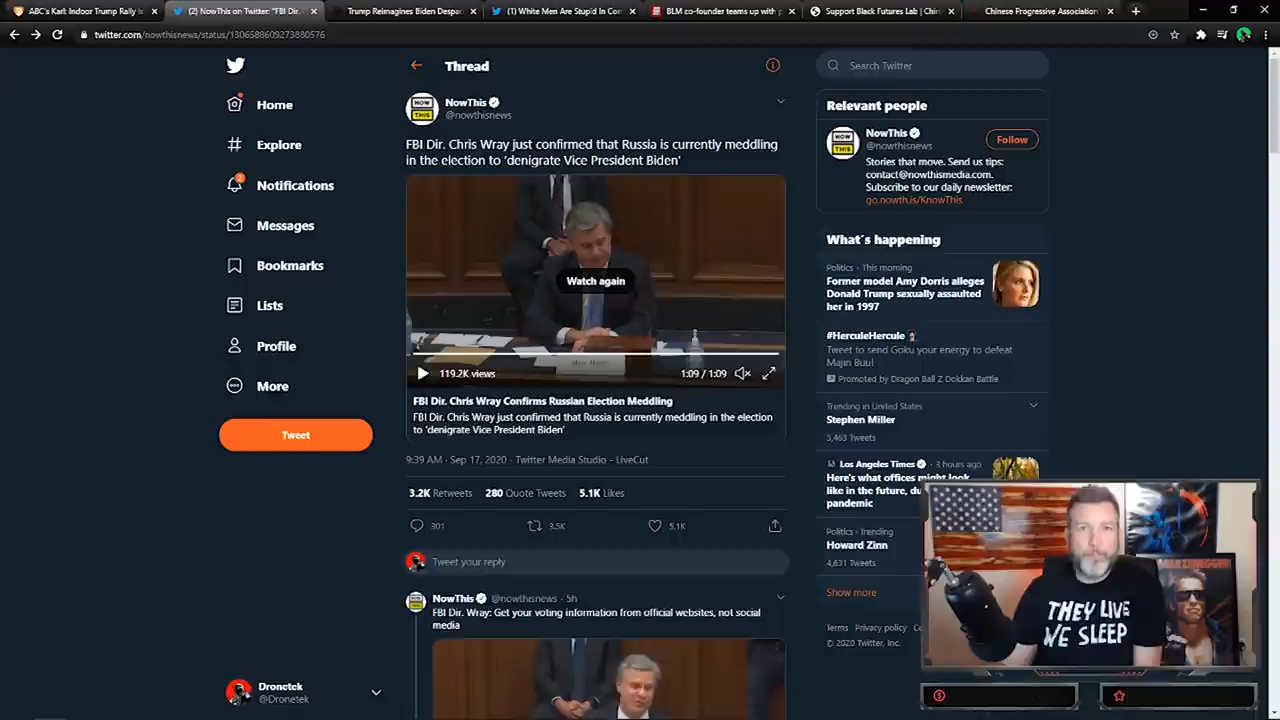 ABC's Karl: Indoor Trump Rally I
(2) NowThis on Twitter: "FBI Dir.
Trump Reimagines Biden Despac
(1) White Men Are Stup!d In Con
BLM co-founder teams up with
Support Black Futures Lab | Chin
Chinese Progressive Association
twitter.com/nowthisnews/status/1306588609273880576
Home
Explore
2
Notifications
Messages
Bookmarks
Lists
Profile
More
Tweet
Dronetek
@Dronetek
Thread
NOW
THIS
NowThis
@nowthisnews
FBI Dir. Chris Wray just confirmed that Russia is currently meddling
in the election to 'denigrate Vice President Biden'
Watch again
119.2K views
1:09 / 1:09
FBI Dir. Chris Wray Confirms Russian Election Meddling
FBI Dir. Chris Wray just confirmed that Russia is currently meddling in the election
to 'denigrate Vice President Biden'
9:39 AM · Sep 17, 2020 · Twitter Media Studio - LiveCut
3.2K Retweets 280 Quote Tweets 5.1K Likes
301
3.5K
5.1K
Tweet your reply
NowThis @nowthisnews · 5h
FBI Dir. Wray: Get your voting information from official websites, not social
media
Search Twitter
Relevant people
NOW
THIS
NowThis
@nowthisnews
Follow
Stories that move. Send us tips:
contact@nowthismedia.com.
Subscribe to our daily newsletter:
go.nowth.is/KnowThis
What's happening
Politics · This morning
Former model Amy Dorris alleges
Donald Trump sexually assaulted
her in 1997
#HerculeHercule
Tweet to send Goku your energy to defeat
Majin Buu!
Promoted by Dragon Ball Z Dokkan Battle
Trending in United States
Stephen Miller
5,463 Tweets
Los Angeles Times · 3 hours ago
Here's what offices might look
like in the future, du
pandemic
Politics · Trending
Howard Zinn
4,631 Tweets
Show more
Terms Privacy policy
© 2020 Twitter, Inc.
THEY LIVE
WE SLEEP